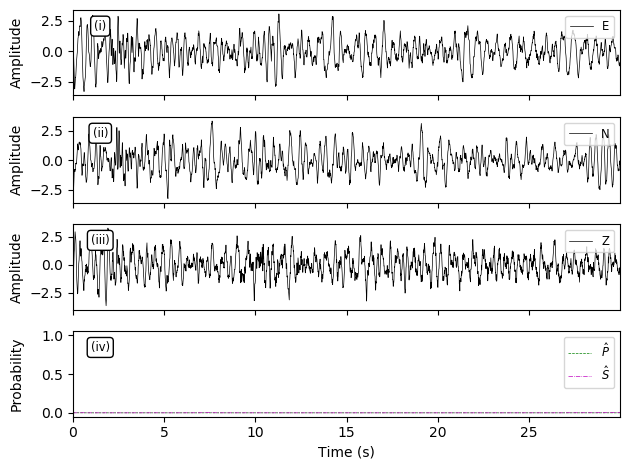 Amplitude
2.5
0.0
−2.5
(i)
E
Amplitude
2.5
0.0
−2.5
(ii)
N
Amplitude
2.5
0.0
−2.5
(iii)
Z
Probability
1.0
0.5
0.0
(iv)
P̂
Ŝ
0 5 10 15 20 25
Time (s)